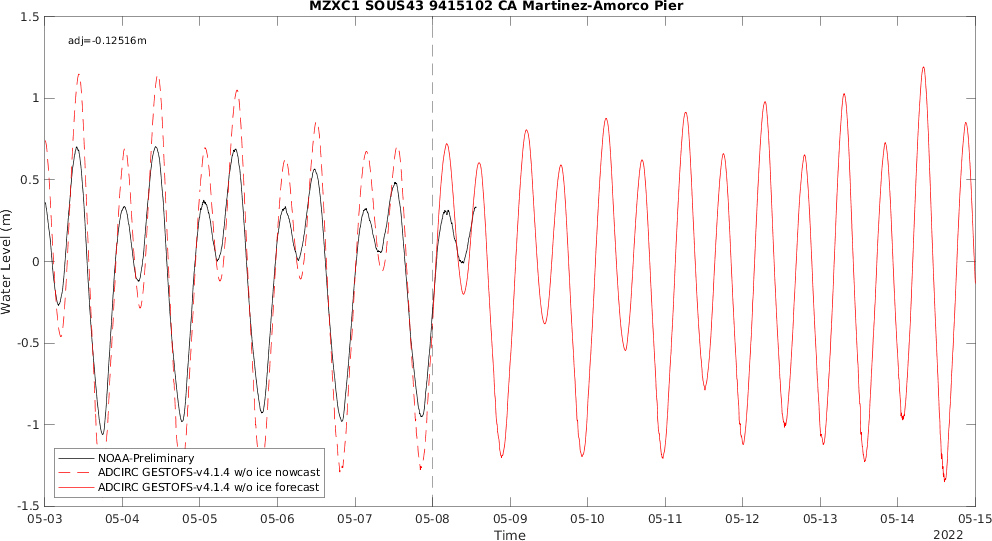 MZXC1 SOUS43 9415102 CA Martinez-Amorco Pier
adj=-0.12516m
1.5
1
0.5
0
-0.5
-1
-1.5
Water Level (m)
NOAA-Preliminary
ADCIRC GESTOFS-v4.1.4 w/o ice nowcast
ADCIRC GESTOFS-v4.1.4 w/o ice forecast
05-03 05-04 05-05 05-06 05-07 05-08 05-09 05-10 05-11 05-12 05-13 05-14 05-15
Time
2022